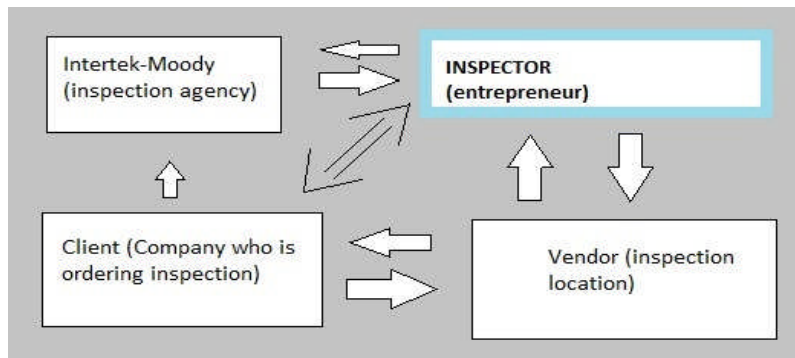 Intertek-Moody
(inspection agency)
INSPECTOR
(entrepreneur)
Client (Company who is
ordering inspection)
Vendor (inspection
location)